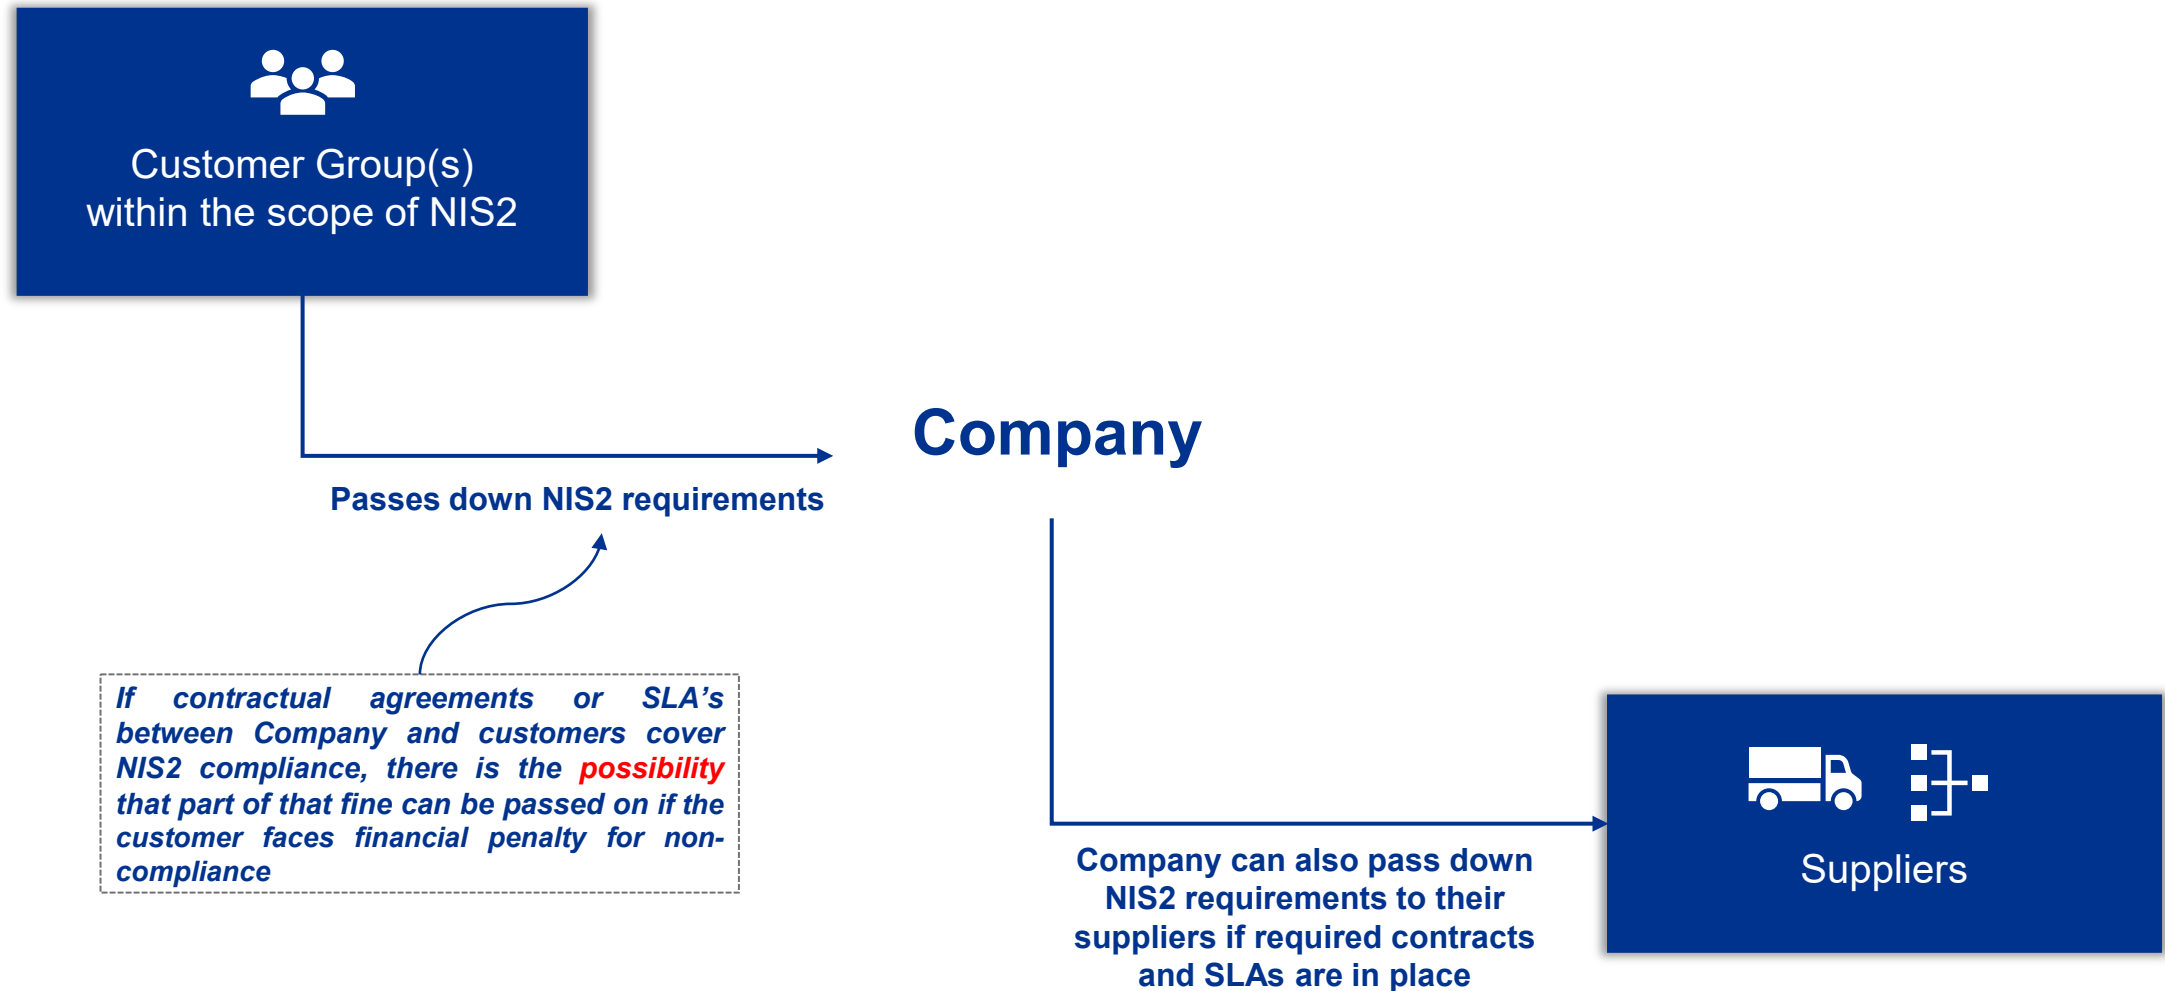 Customer Group(s)
within the scope of NIS2
Company
Passes down NIS2 requirements
If contractual agreements or SLA’s
between Company and customers cover
NIS2 compliance, there is the possibility
that part of that fine can be passed on if the
customer faces financial penalty for non-
compliance
Company can also pass down
NIS2 requirements to their
suppliers if required contracts
and SLAs are in place
Suppliers